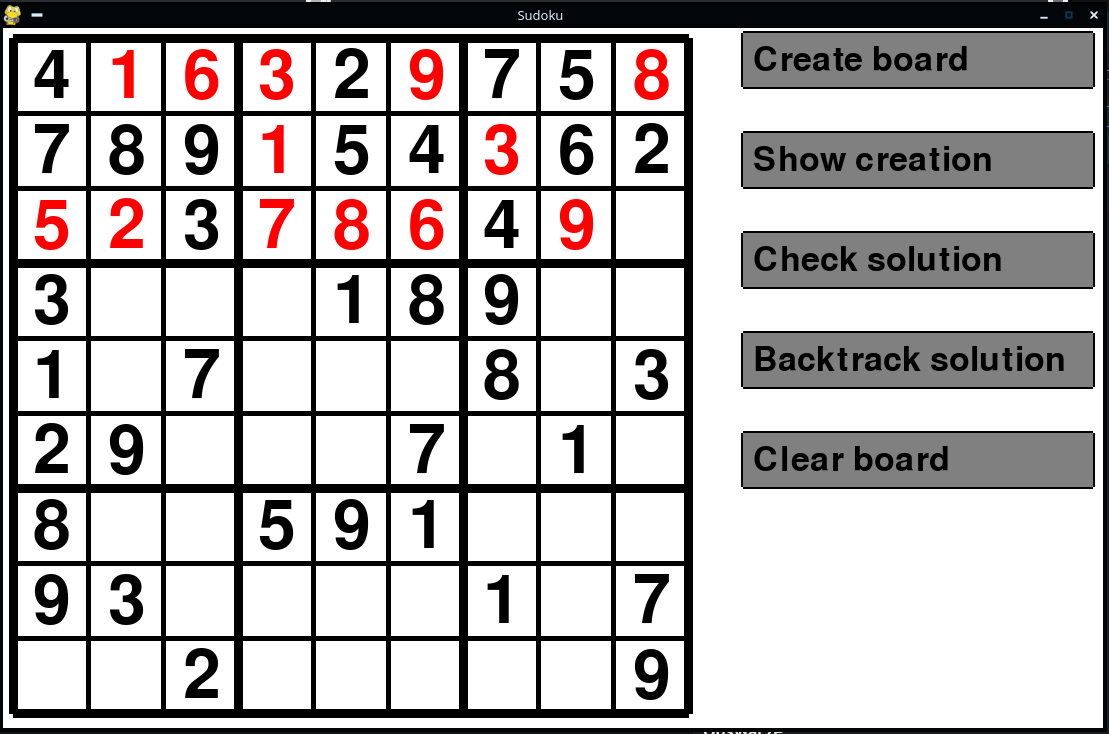 Sudoku
4 1 6 3 2 9 7 5 8
Create board
7 8 9 1 5 4 3 6 2
Show creation
5 2 3 7 8 6 4 9
Check solution
3 1 8 9
1 7 8 3
Backtrack solution
2 9 7 1
Clear board
8 5 9 1
9 3 1 7
2 9